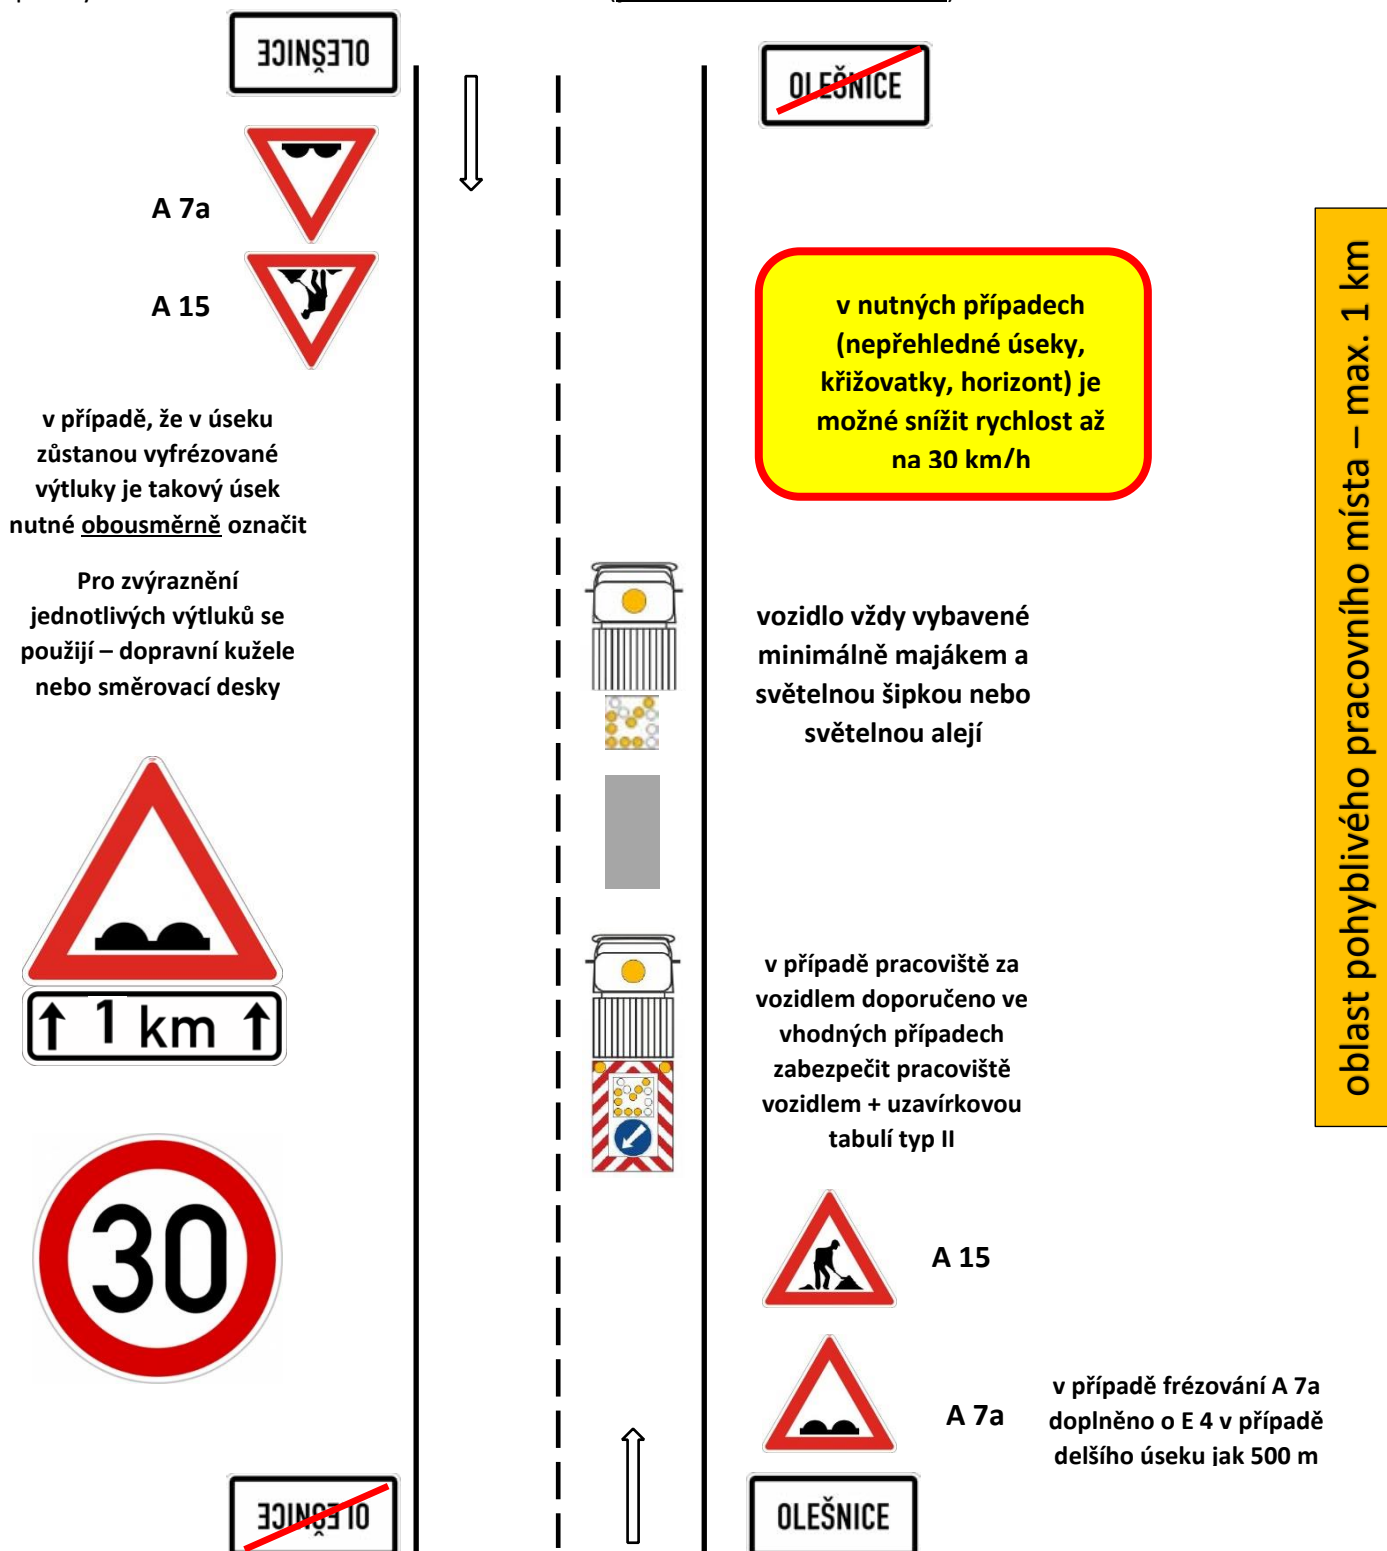 OLEŠNICE
OLEŠNICE
A 7a
A 15
v nutných případech
(nepřehledné úseky,
křižovatky, horizont) je
možné snížit rychlost až
na 30 km/h
oblast pohyblivého pracovního místa – max. 1 km
v případě, že v úseku
zůstanou vyfrézované
výtluky je takový úsek
nutné obousměrně označit
Pro zvýraznění
jednotlivých výtluků se
použijí – dopravní kužele
nebo směrovací desky
vozidlo vždy vybavené
minimálně majákem a
světelnou šipkou nebo
světelnou alejí
1 km
v případě pracoviště za
vozidlem doporučeno ve
vhodných případech
zabezpečit pracoviště
vozidlem + uzavírkovou
tabulí typ II
30
A 15
A 7a
v případě frézování A 7a
doplněno o E 4 v případě
delšího úseku jak 500 m
OLEŠNICE
OLEŠNICE